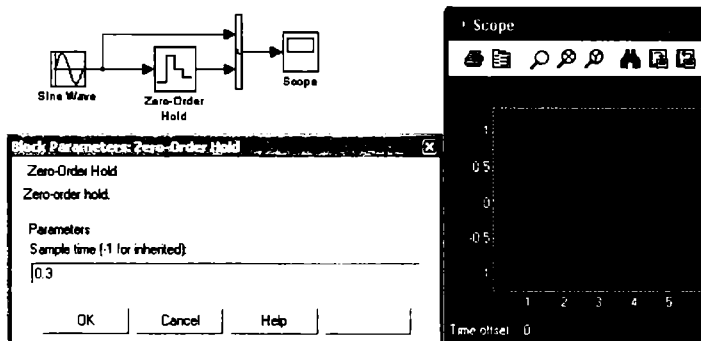 Sine Wave
Zero-Order
Hold
Scope
Block Parameters: Zero-Order Hold
Zero-Order Hold
Zero-order hold.
Parameters
Sample time (-1 for inherited):
0.3
OK
Cancel
Help
Scope
1
0.5
0
-0.5
1
1
2
3
4
5
Time offset: 0